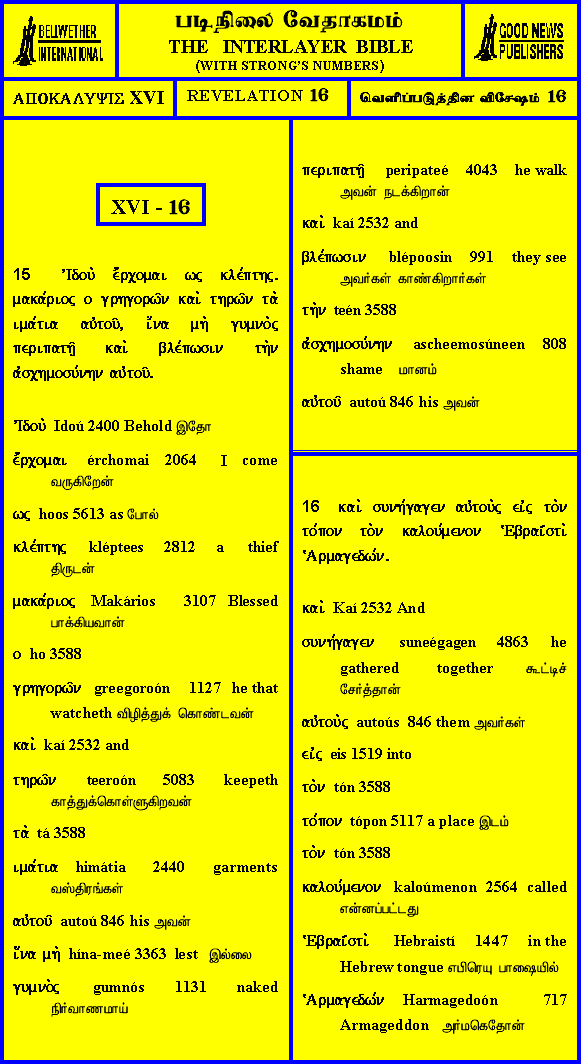 BELLWETHER
INTERNATIONAL
படிநிலை வேதாகமம்
THE INTERLAYER BIBLE
(WITH STRONG'S NUMBERS)
GOOD NEWS
PUBLISHERS
ΑΠΟΚΑΛΥΨΙΣ XVI
REVELATION 16
வெளிப்படுத்தின விசேஷம் 16
XVI - 16
15 Ἰδοὺ ἔρχομαι ως κλέπτης.
μακάριος ο γρηγορῶν καὶ τηρῶν τὰ
ιμάτια αὐτοῦ, ἵνα μὴ γυμνὸς
περιπατῇ καὶ βλέπωσιν τὴν
ἀσχημοσύνην αὐτοῦ.
Ἰδοὺ Idoú 2400 Behold இதோ
ἔρχομαι érchomai 2064 I come
வருகிறேன்
ως hoos 5613 as போல்
κλέπτης kléptees 2812 a thief
திருடன்
μακάριος Makários 3107 Blessed
பாக்கியவான்
ο ho 3588
γρηγορῶν greegoroón 1127 he that
watcheth விழித்துக் கொண்டவன்
καὶ kaí 2532 and
τηρῶν teeroón 5083 keepeth
காத்துக்கொள்ளுகிறவன்
τὰ tá 3588
ιμάτια himátia 2440 garments
வஸ்திரங்கள்
αὐτοῦ autoú 846 his அவன்
ἵνα μὴ hína-meé 3363 lest இல்லை
γυμνὸς gumnós 1131 naked
நிர்வாணமாய்
περιπατῇ peripateé 4043 he walk
அவன் நடக்கிறான்
καὶ kaí 2532 and
βλέπωσιν blépoosin 991 they see
அவர்கள் காண்கிறார்கள்
τὴν teén 3588
ἀσχημοσύνην ascheemosúneen 808
shame மானம்
αὐτοῦ autoú 846 his அவன்
16 καὶ συνήγαγεν αὐτοὺς εἰς τὸν
τόπον τὸν καλούμενον Ἑβραΐστὶ
Ἁρμαγεδών.
καὶ Kaí 2532 And
συνήγαγεν suneégagen 4863 he
gathered together கூட்டிச்
சேர்த்தான்
αὐτοὺς autoús 846 them அவர்கள்
εἰς eis 1519 into
τὸν tón 3588
τόπον tópon 5117 a place இடம்
τὸν tón 3588
καλούμενον kaloúmenon 2564 called
என்னப்பட்டது
Ἑβραΐστὶ Hebraistí 1447 in the
Hebrew tongue எபிரெயு பாஷையில்
Ἁρμαγεδών Harmagedoón 717
Armageddon அர்மகெதோன்